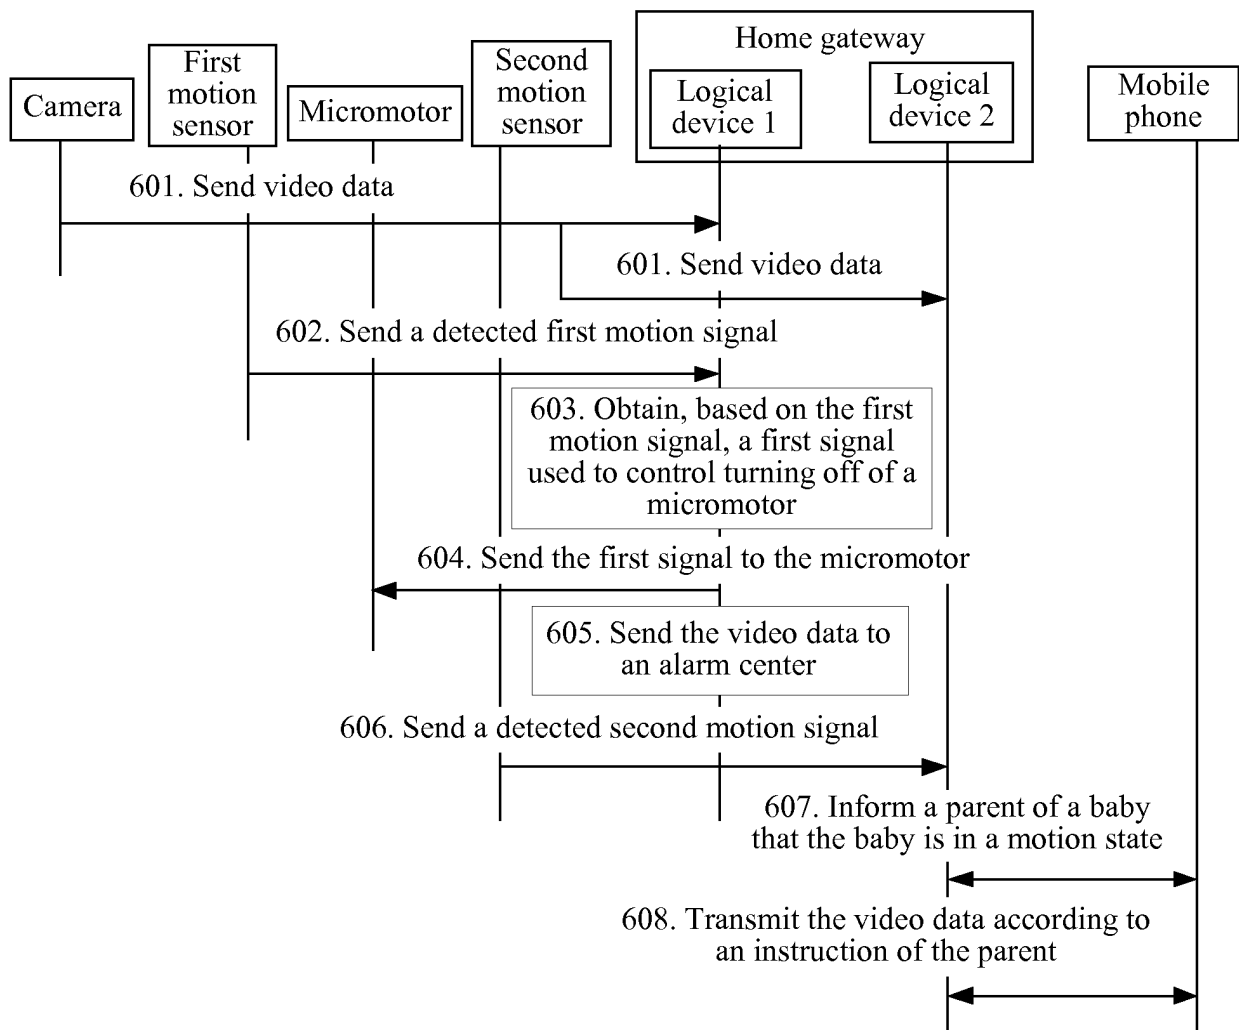 Home gateway
Camera
First
motion
sensor
Micromotor
Second
motion
sensor
Logical
device 1
Logical
device 2
Mobile
phone
601. Send video data
601. Send video data
602. Send a detected first motion signal
603. Obtain, based on the first
motion signal, a first signal
used to control turning off of a
micromotor
604. Send the first signal to the micromotor
605. Send the video data to
an alarm center
606. Send a detected second motion signal
607. Inform a parent of a baby
that the baby is in a motion state
608. Transmit the video data according to
an instruction of the parent